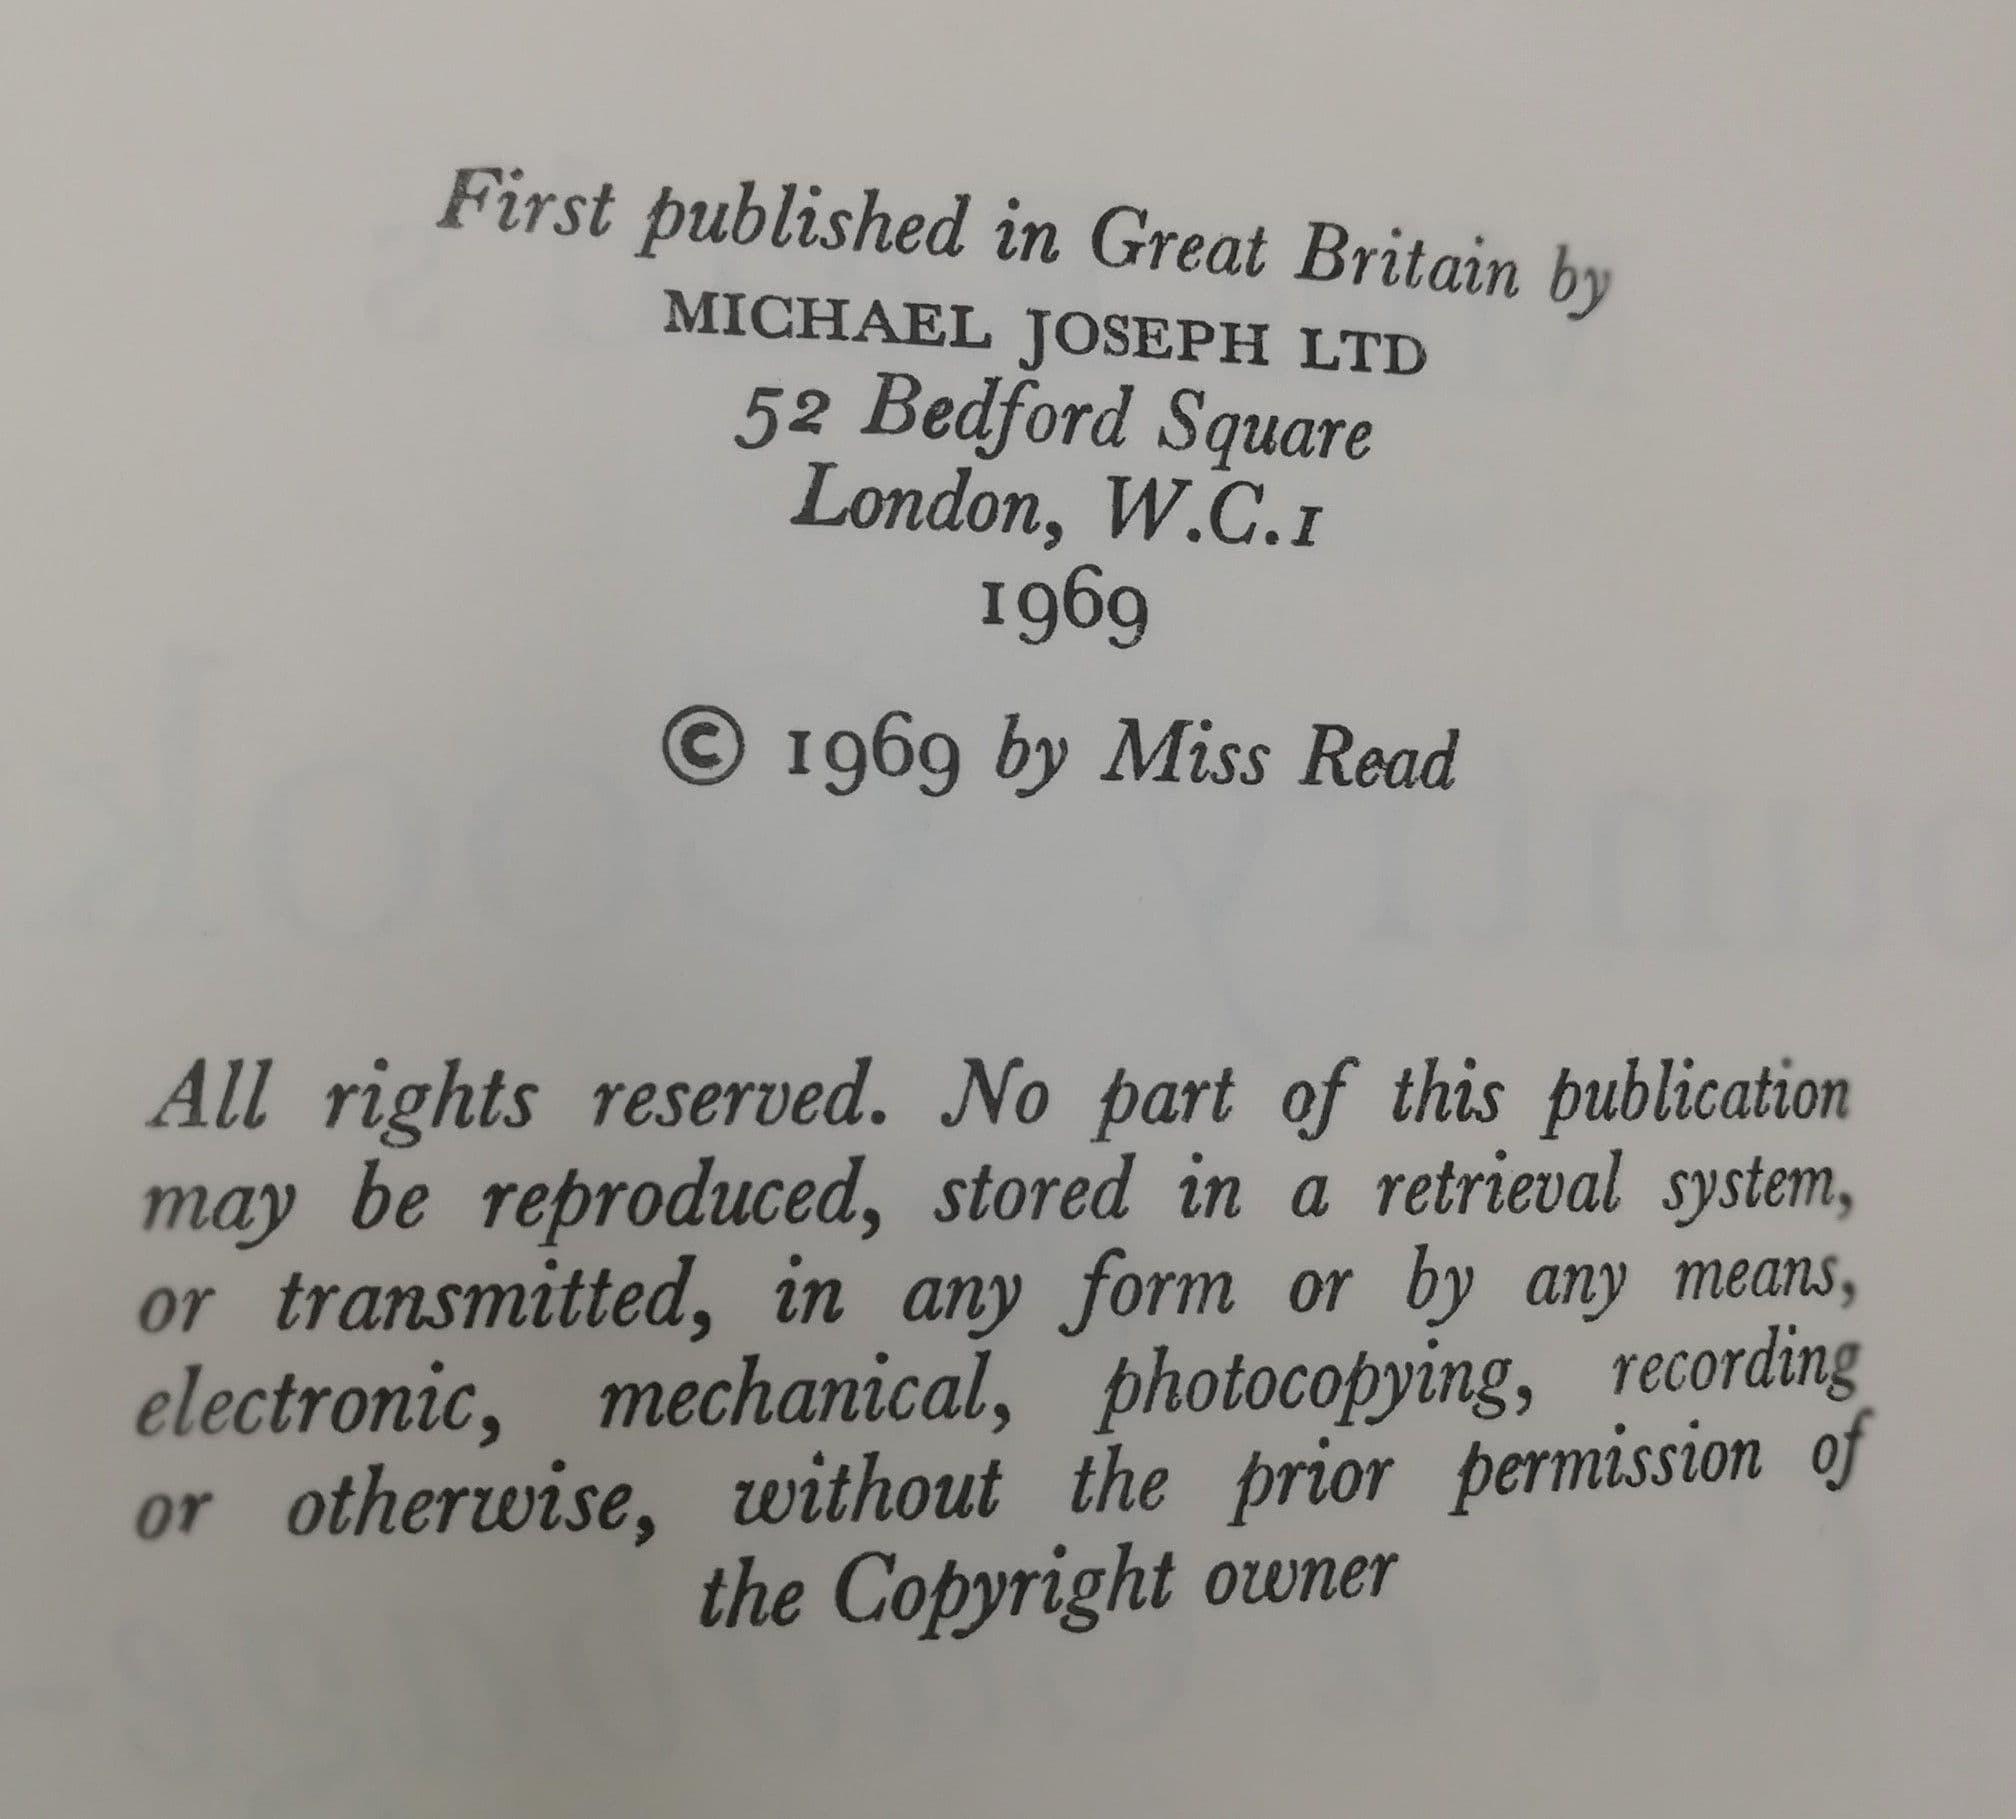 First published in Great Britain by
MICHAEL JOSEPH LTD
52 Bedford Square
London, W.C.1
1969
© 1969 by Miss Read
All rights reserved. No part of this publication
may be reproduced, stored in a retrieval system,
or transmitted, in any form or by any means,
electronic, mechanical, photocopying, recording
or otherwise, without the prior permission of
the Copyright owner